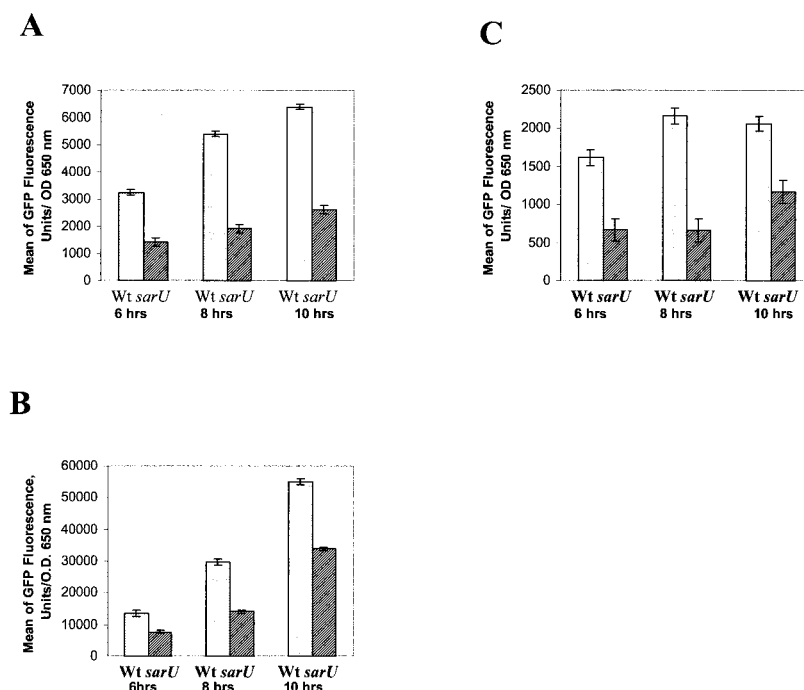 A
Mean of GFP Fluorescence
Units/ OD 650 nm
7000
6000
5000
4000
3000
2000
1000
0
Wt sarU Wt sarU Wt sarU
6 hrs 8 hrs 10 hrs
C
Mean of GFP Fluorescence
Units/ OD 650 nm
2500
2000
1500
1000
500
0
Wt sarU Wt sarU Wt sarU
6 hrs 8 hrs 10 hrs
B
Mean of GFP Fluorescence,
Units/O.D. 650 nm
60000
50000
40000
30000
20000
10000
0
Wt sarU Wt sarU Wt sarU
6hrs 8 hrs 10 hrs